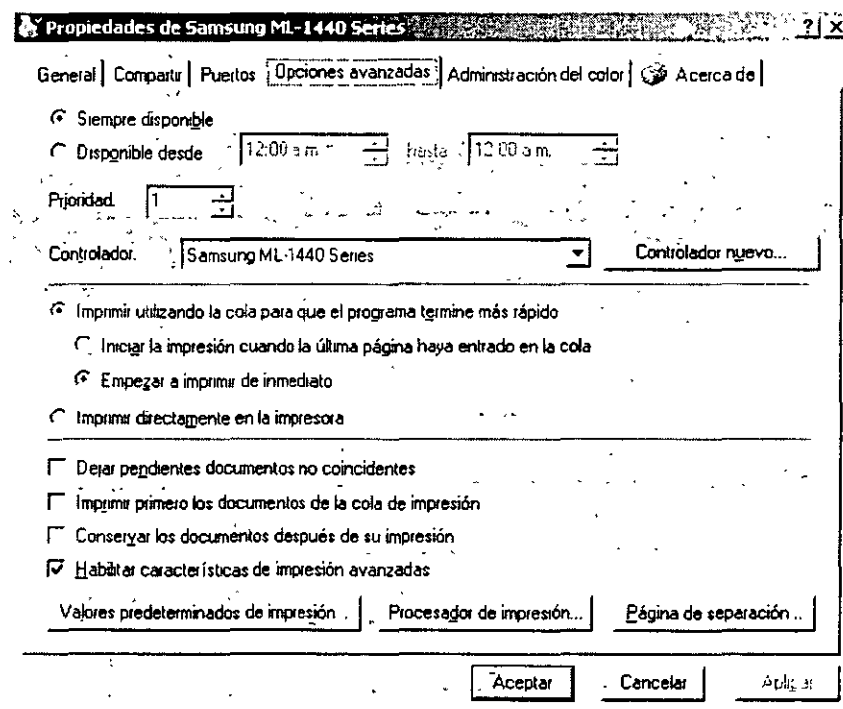 Propiedades de Samsung ML-1440 Series ? x
General Compartir Puertos Opciones avanzadas Administración del color Acerca de
Siempre disponible
Disponible desde 12:00 a.m. hasta 12:00 a.m.
Prioridad. 1
Controlador. Samsung ML-1440 Series Controlador nuevo...
Imprimir utilizando la cola para que el programa termine más rápido
Iniciar la impresión cuando la última página haya entrado en la cola
Empezar a imprimir de inmediato
Imprimir directamente en la impresora
Dejar pendientes documentos no coincidentes
Imprimir primero los documentos de la cola de impresión
Conservar los documentos después de su impresión
Habilitar características de impresión avanzadas
Valores predeterminados de impresión . Procesador de impresión... Página de separación ..
Aceptar Cancelar Aplicar